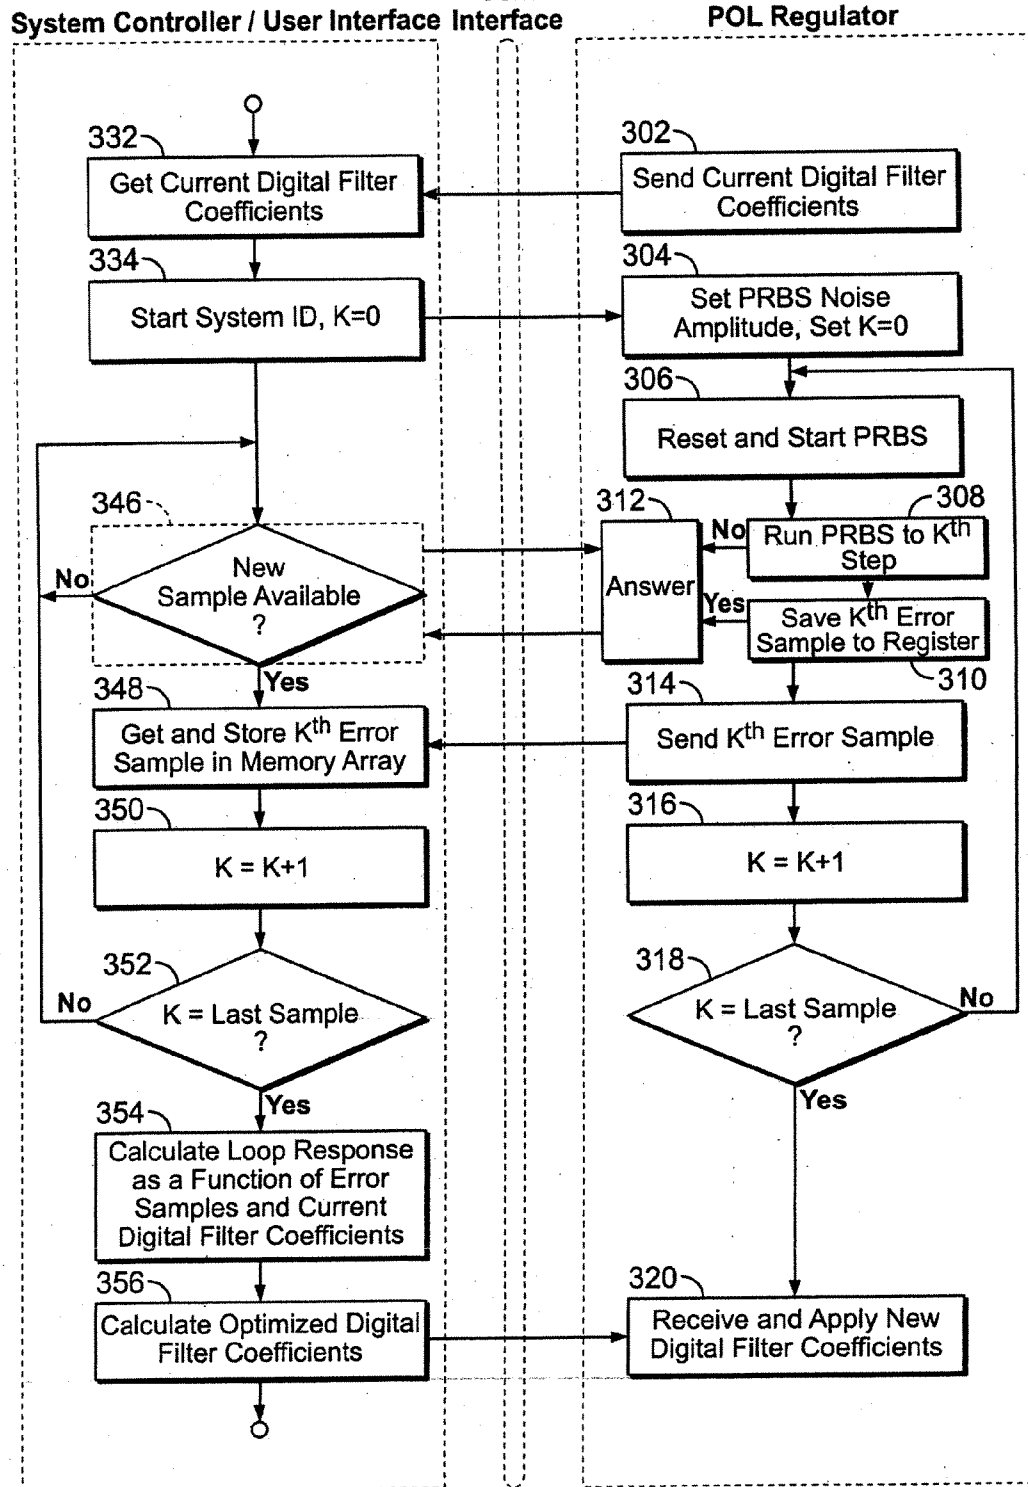 System Controller / User Interface Interface
POL Regulator
332
Get Current Digital Filter
Coefficients
302
Send Current Digital Filter
Coefficients
334
Start System ID, K=0
304
Set PRBS Noise
Amplitude, Set K=0
306
Reset and Start PRBS
346
New
Sample Available
?
No
Yes
312
Answer
No
Yes
308
Run PRBS to Kth
Step
Save Kth Error
Sample to Register
310
348
Get and Store Kth Error
Sample in Memory Array
314
Send Kth Error Sample
350
K = K+1
316
K = K+1
352
K = Last Sample
?
No
Yes
318
K = Last Sample
?
No
Yes
354
Calculate Loop Response
as a Function of Error
Samples and Current
Digital Filter Coefficients
356
Calculate Optimized Digital
Filter Coefficients
320
Receive and Apply New
Digital Filter Coefficients